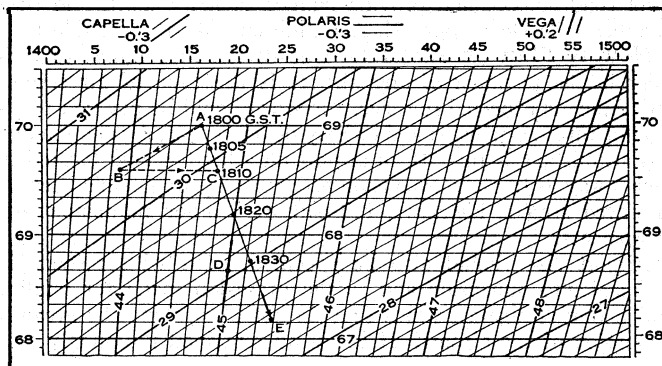 CAPELLA POLARIS VEGA
-0.'3 -0.'3 +0.'2
1400 5 10 15 20 25 30 35 40 45 50 55 1500
31 A 1800 G.S.T. 69
70 70
1805
B 30 C 1810
1820
69 68 69
D 1830
44 29 45 46 28 47 48 27
E
68 67 68